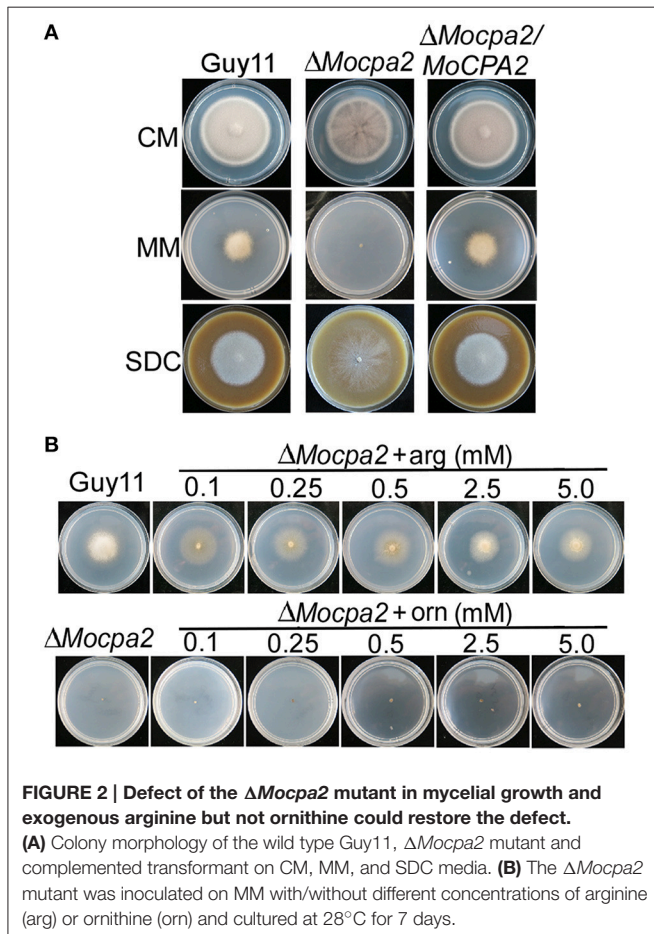 A
Guy11 ΔMocpa2 ΔMocpa2/
MoCPA2
CM
MM
SDC
B
ΔMocpa2 + arg (mM)
Guy11 0.1 0.25 0.5 2.5 5.0
ΔMocpa2 + orn (mM)
ΔMocpa2 0.1 0.25 0.5 2.5 5.0
FIGURE 2 | Defect of the ΔMocpa2 mutant in mycelial growth and
exogenous arginine but not ornithine could restore the defect.
(A) Colony morphology of the wild type Guy11, ΔMocpa2 mutant and
complemented transformant on CM, MM, and SDC media. (B) The ΔMocpa2
mutant was inoculated on MM with/without different concentrations of arginine
(arg) or ornithine (orn) and cultured at 28°C for 7 days.